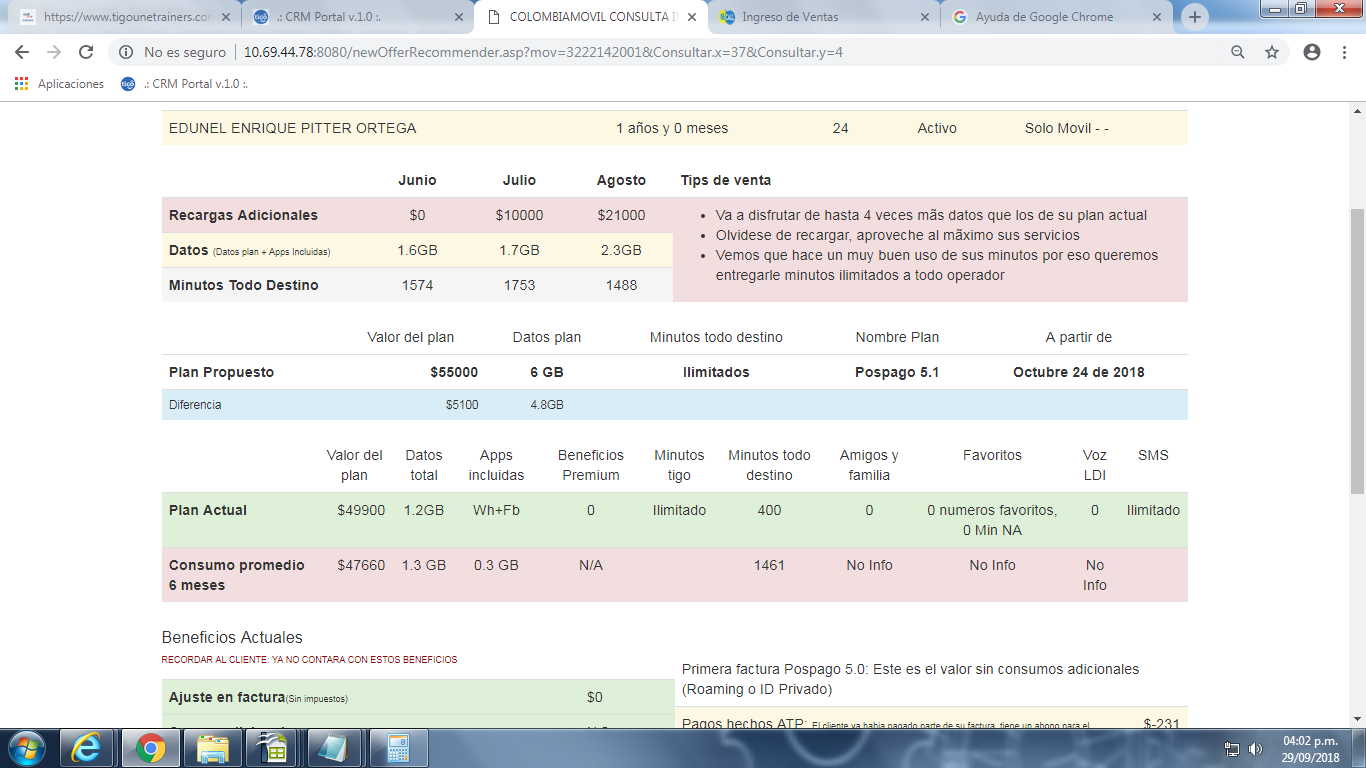 https://www.tigounetrainers.con
.: CRM Portal v.1.0 :.
COLOMBIAMOVIL CONSULTA I
Ingreso de Ventas
Ayuda de Google Chrome
No es seguro
10.69.44.78:8080/newOfferRecommender.asp?mov=3222142001&Consultar.x=37&Consultar.y=4
Aplicaciones
.: CRM Portal v.1.0 :.
EDUNEL ENRIQUE PITTER ORTEGA 1 años y 0 meses 24 Activo Solo Movil - -
Junio Julio Agosto Tips de venta
Recargas Adicionales $0 $10000 $21000
Datos (Datos plan + Apps Incluidas) 1.6GB 1.7GB 2.3GB
Minutos Todo Destino 1574 1753 1488
• Va a disfrutar de hasta 4 veces mãs datos que los de su plan actual
• Olvidese de recargar, aproveche al mãximo sus servicios
• Vemos que hace un muy buen uso de sus minutos por eso queremos
entregarle minutos ilimitados a todo operador
Valor del plan Datos plan Minutos todo destino Nombre Plan A partir de
Plan Propuesto $55000 6 GB Ilimitados Pospago 5.1 Octubre 24 de 2018
Diferencia $5100 4.8GB
Valor del Datos Apps Beneficios Minutos Minutos todo Amigos y Favoritos Voz SMS
plan total incluidas Premium tigo destino familia LDI
Plan Actual $49900 1.2GB Wh+Fb 0 Ilimitado 400 0 0 numeros favoritos, 0 Ilimitado
0 Min NA
Consumo promedio $47660 1.3 GB 0.3 GB N/A 1461 No Info No Info No
6 meses Info
Beneficios Actuales
RECORDAR AL CLIENTE: YA NO CONTARA CON ESTOS BENEFICIOS
Ajuste en factura(Sin impuestos) $0
Primera factura Pospago 5.0: Este es el valor sin consumos adicionales
(Roaming o ID Privado)
Pagos hechos ATP: El cliente ya habia pagado parte de su factura, tiene un abono para el $-231
04:02 p.m.
29/09/2018